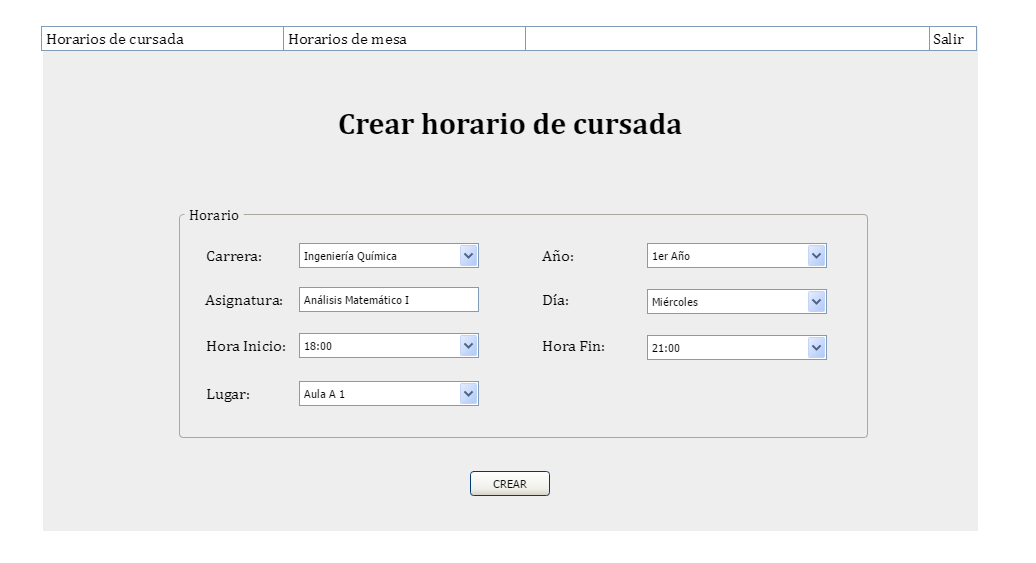 Horarios de cursada Horarios de mesa Salir
Crear horario de cursada
Horario
Carrera: Ingeniería Química Año: 1er Año
Asignatura: Análisis Matemático I Día: Miércoles
Hora Inicio: 18:00 Hora Fin: 21:00
Lugar: Aula A 1
CREAR